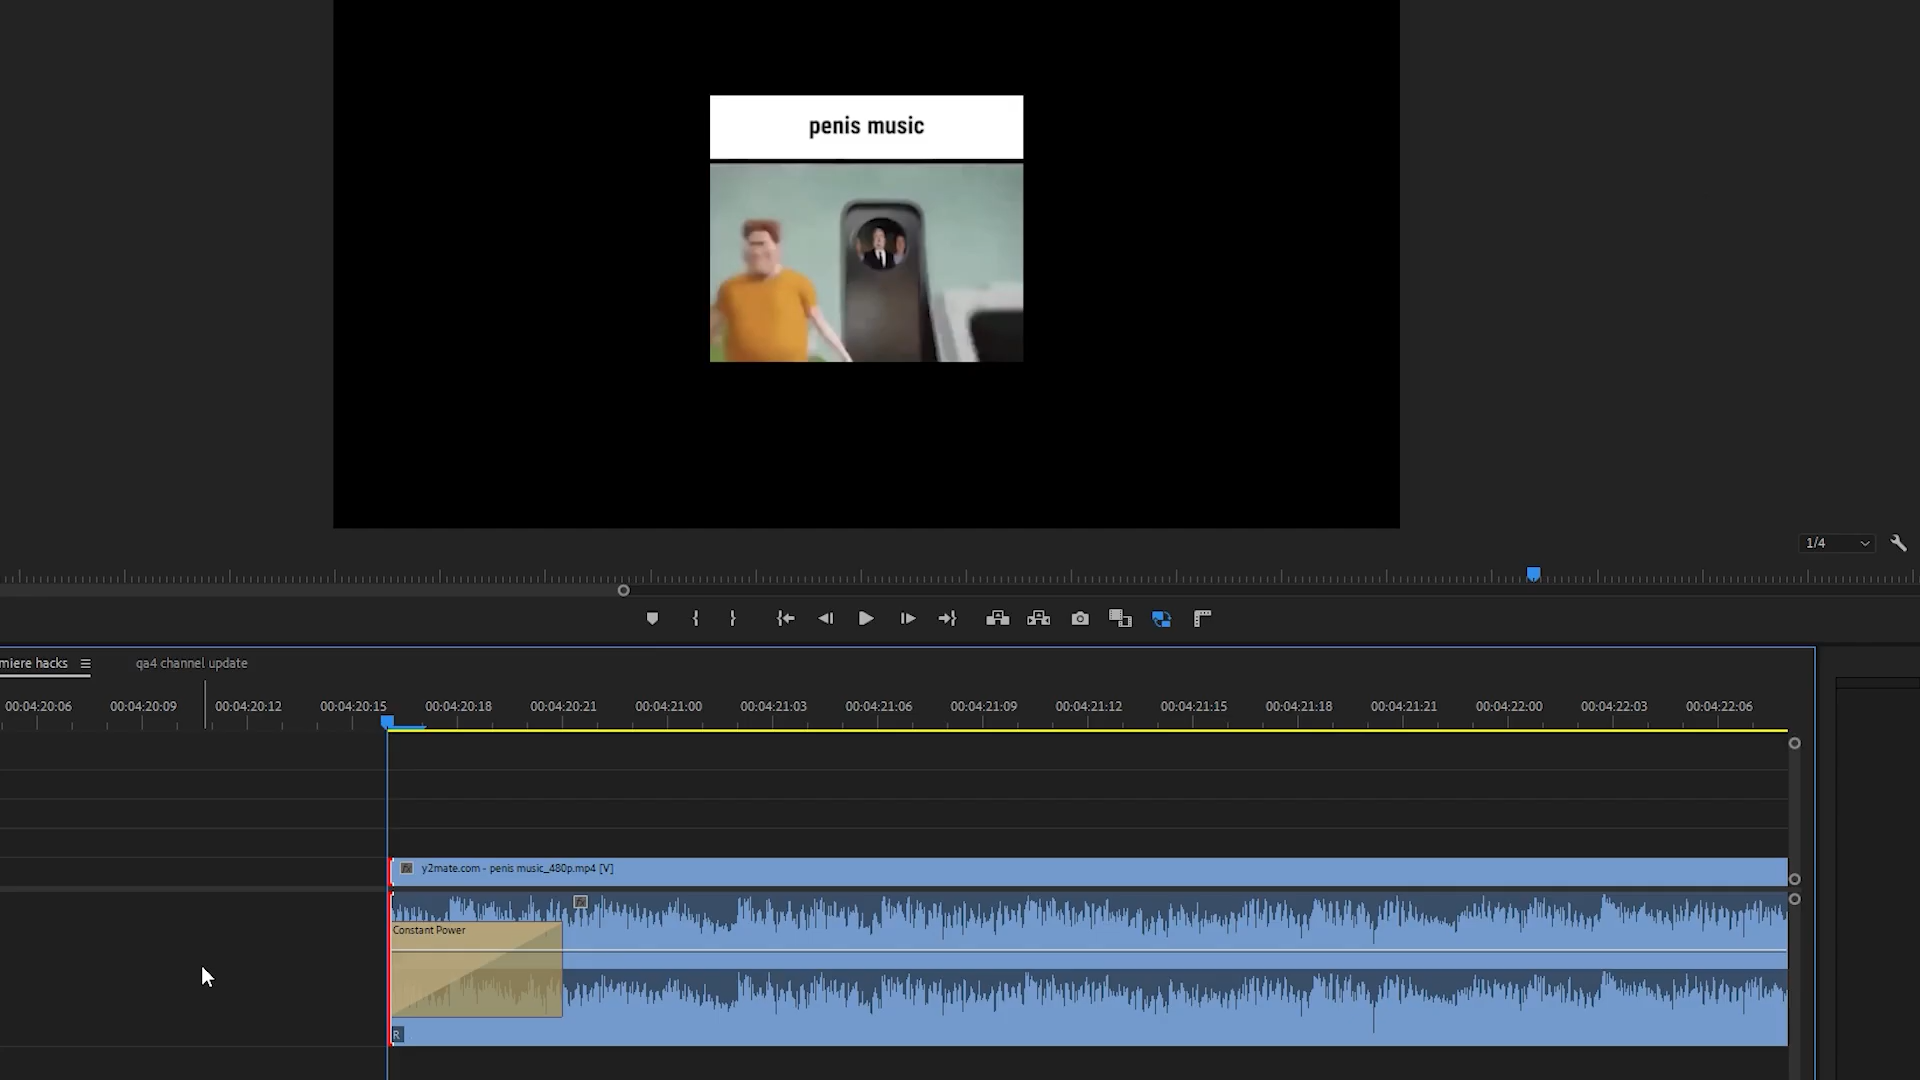 penis music
1/4
miere hacks
qa4 channel update
00:04:20:06 00:04:20:09 00:04:20:12 00:04:20:15 00:04:20:18 00:04:20:21 00:04:21:00 00:04:21:03 00:04:21:06 00:04:21:09 00:04:21:12 00:04:21:15 00:04:21:18 00:04:21:21 00:04:22:00 00:04:22:03 00:04:22:06
fx y2mate.com - penis music_480p.mp4 [V]
fx
Constant Power
R